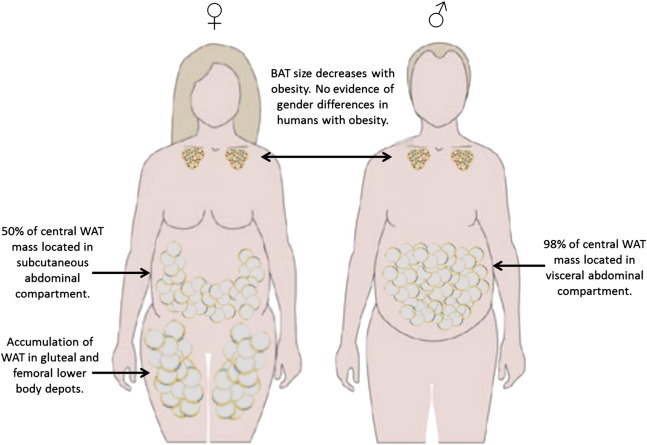 ♀
♂
BAT size decreases with
obesity. No evidence of
gender differences in
humans with obesity.
50% of central WAT
mass located in
subcutaneous
abdominal
compartment.
98% of central WAT
mass located in
visceral abdominal
compartment.
Accumulation of
WAT in gluteal and
femoral lower
body depots.